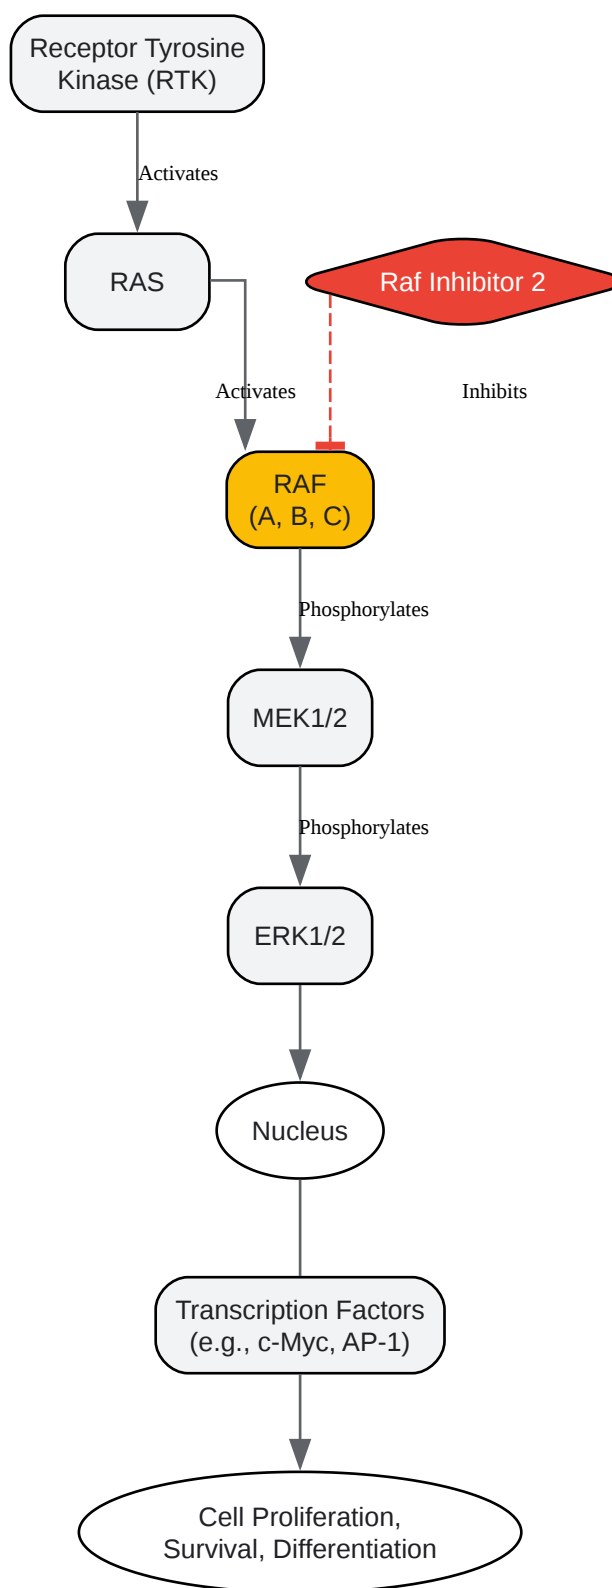 Receptor Tyrosine
Kinase (RTK)
Activates
RAS
Raf Inhibitor 2
Activates
Inhibits
RAF
(A, B, C)
Phosphorylates
MEK1/2
Phosphorylates
ERK1/2
Nucleus
Transcription Factors
(e.g., c-Myc, AP-1)
Cell Proliferation,
Survival, Differentiation